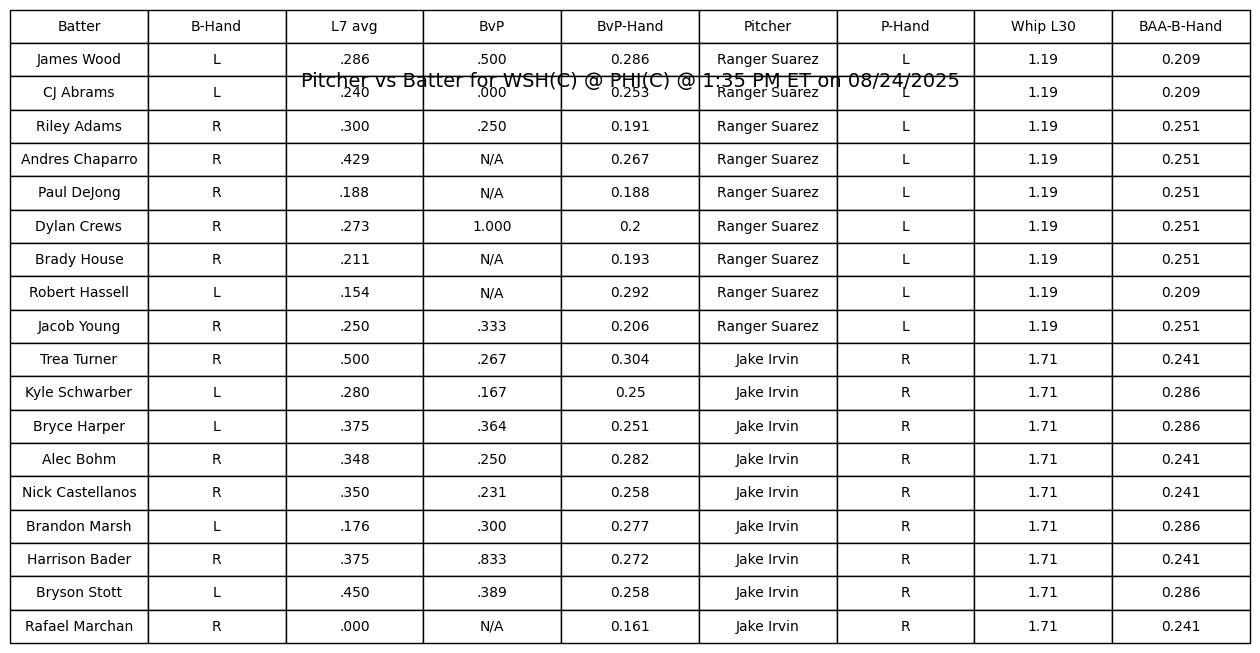 Batter B-Hand L7 avg BvP BvP-Hand Pitcher P-Hand Whip L30 BAA-B-Hand
James Wood L .286 .500 0.286 Ranger Suarez L 1.19 0.209
Pitcher vs Batter for WSH(C) @ PHI(C) @ 1:35 PM ET on 08/24/2025
CJ Abrams L .240 .000 0.253 Ranger Suarez L 1.19 0.209
Riley Adams R .300 .250 0.191 Ranger Suarez L 1.19 0.251
Andres Chaparro R .429 N/A 0.267 Ranger Suarez L 1.19 0.251
Paul DeJong R .188 N/A 0.188 Ranger Suarez L 1.19 0.251
Dylan Crews R .273 1.000 0.2 Ranger Suarez L 1.19 0.251
Brady House R .211 N/A 0.193 Ranger Suarez L 1.19 0.251
Robert Hassell L .154 N/A 0.292 Ranger Suarez L 1.19 0.209
Jacob Young R .250 .333 0.206 Ranger Suarez L 1.19 0.251
Trea Turner R .500 .267 0.304 Jake Irvin R 1.71 0.241
Kyle Schwarber L .280 .167 0.25 Jake Irvin R 1.71 0.286
Bryce Harper L .375 .364 0.251 Jake Irvin R 1.71 0.286
Alec Bohm R .348 .250 0.282 Jake Irvin R 1.71 0.241
Nick Castellanos R .350 .231 0.258 Jake Irvin R 1.71 0.241
Brandon Marsh L .176 .300 0.277 Jake Irvin R 1.71 0.286
Harrison Bader R .375 .833 0.272 Jake Irvin R 1.71 0.241
Bryson Stott L .450 .389 0.258 Jake Irvin R 1.71 0.286
Rafael Marchan R .000 N/A 0.161 Jake Irvin R 1.71 0.241